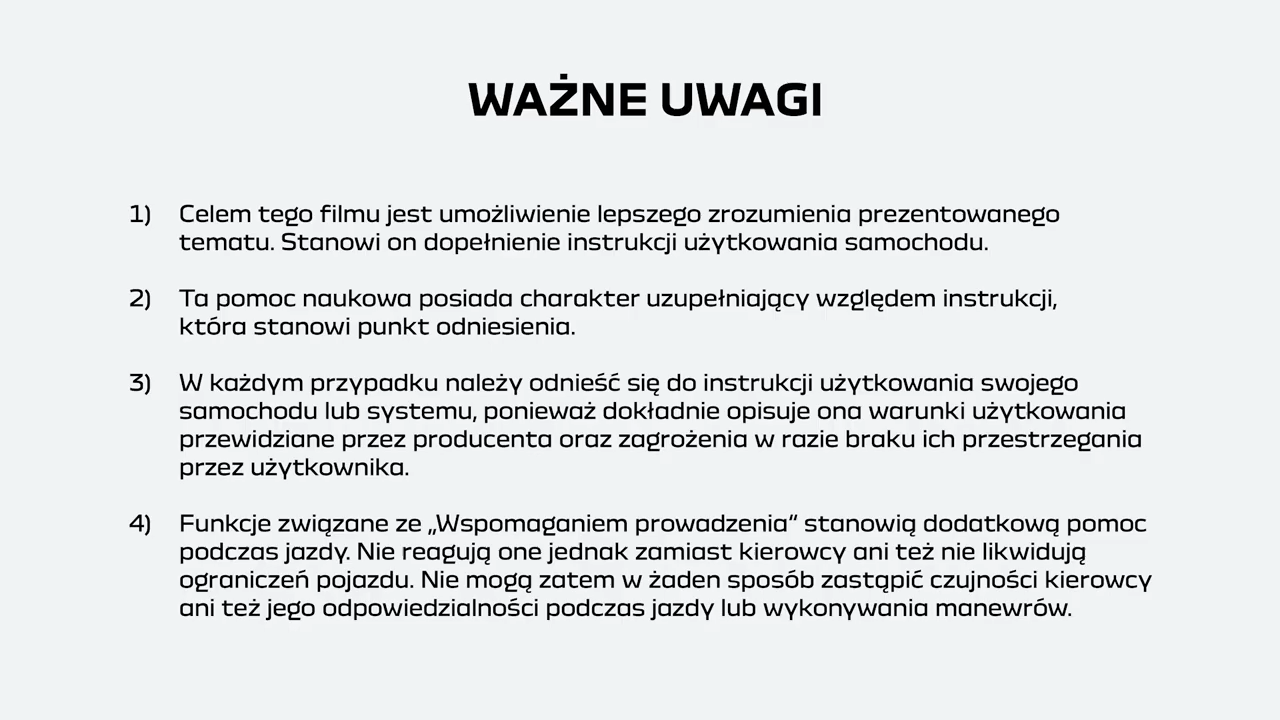 WAŻNE UWAGI
1) Celem tego filmu jest umożliwienie lepszego zrozumienia prezentowanego
tematu. Stanowi on dopełnienie instrukcji użytkowania samochodu.
2) Ta pomoc naukowa posiada charakter uzupełniający względem instrukcji,
która stanowi punkt odniesienia.
3) W każdym przypadku należy odnieść się do instrukcji użytkowania swojego
samochodu lub systemu, ponieważ dokładnie opisuje ona warunki użytkowania
przewidziane przez producenta oraz zagrożenia w razie braku ich przestrzegania
przez użytkownika.
4) Funkcje związane ze „Wspomaganiem prowadzenia“ stanowią dodatkową pomoc
podczas jazdy. Nie reagują one jednak zamiast kierowcy ani też nie likwidują
ograniczeń pojazdu. Nie mogą zatem w żaden sposób zastąpić czujności kierowcy
ani też jego odpowiedzialności podczas jazdy lub wykonywania manewrów.